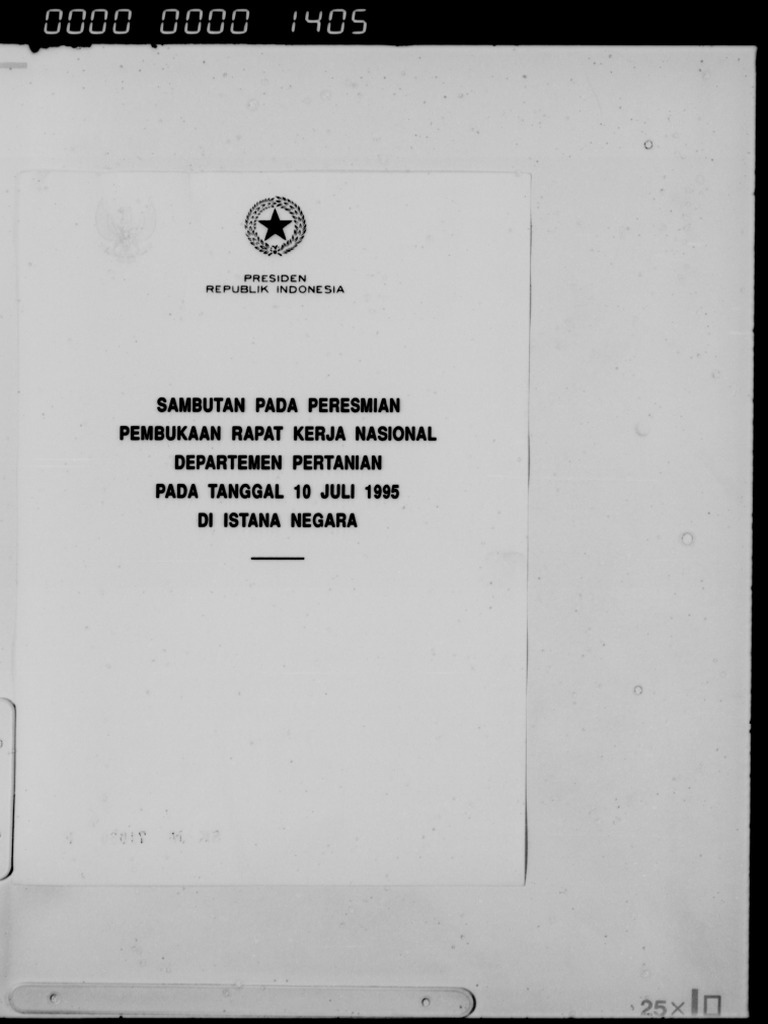 0000 0000 1405
PRESIDEN
REPUBLIK INDONESIA
SAMBUTAN PADA PERESMIAN
PEMBUKAAN RAPAT KERJA NASIONAL
DEPARTEMEN PERTANIAN
PADA TANGGAL 10 JULI 1995
DI ISTANA NEGARA
25×